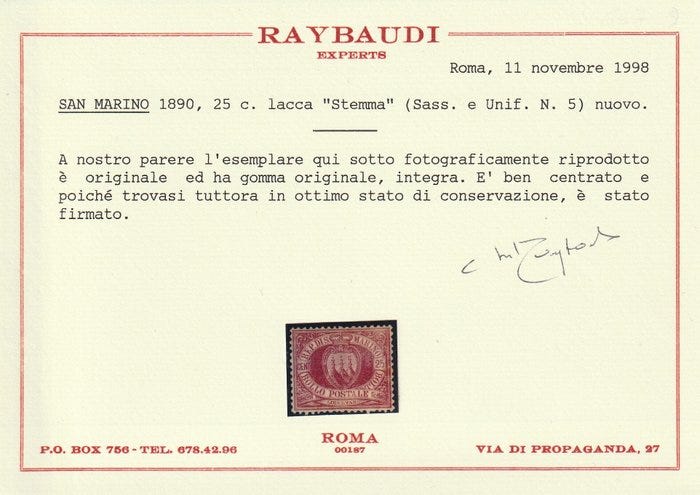 RAYBAUDI
EXPERTS
Roma, 11 novembre 1998
SAN MARINO 1890, 25 c. lacca "Stemma" (Sass. e Unif. N. 5) nuovo.
A nostro parere l'esemplare qui sotto fotograficamente riprodotto
è originale ed ha gomma originale, integra. E' ben centrato e
poiché trovasi tuttora in ottimo stato di conservazione, è stato
firmato.
ROMA
00187
P.O. BOX 756 - TEL. 678.42.96
VIA DI PROPAGANDA, 27